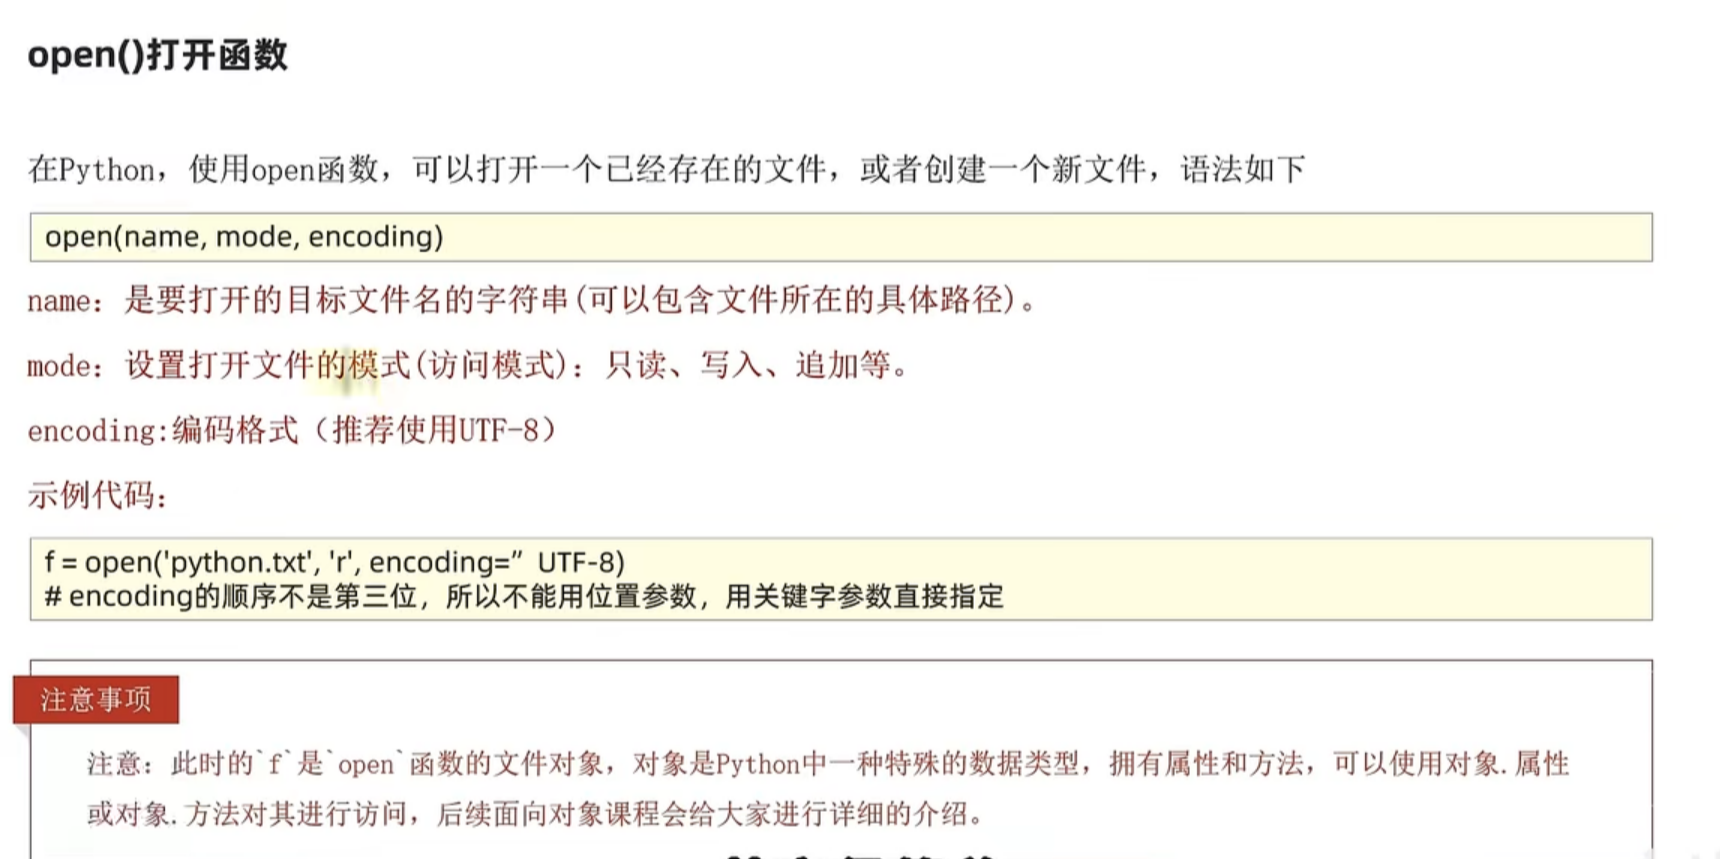 open()打开函数
在Python，使用open函数，可以打开一个已经存在的文件，或者创建一个新文件，语法如下
open(name, mode, encoding)
name：是要打开的目标文件名的字符串(可以包含文件所在的具体路径)。
mode：设置打开文件的模式(访问模式)：只读、写入、追加等。
encoding:编码格式（推荐使用UTF-8）
示例代码：
f = open('python.txt', 'r', encoding=” UTF-8)
# encoding的顺序不是第三位，所以不能用位置参数，用关键字参数直接指定
注意事项
注意：此时的`f`是`open`函数的文件对象，对象是Python中一种特殊的数据类型，拥有属性和方法，可以使用对象.属性
或对象.方法对其进行访问，后续面向对象课程会给大家进行详细的介绍。